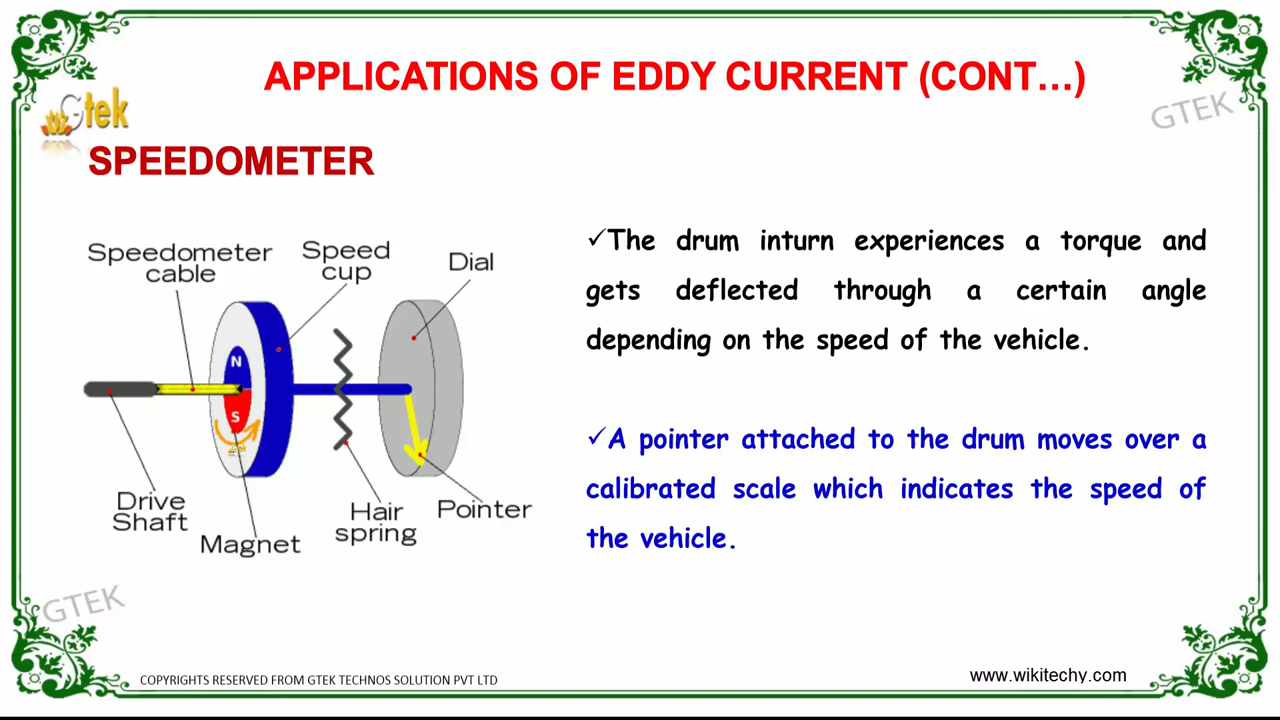 APPLICATIONS OF EDDY CURRENT (CONT...)
Gtek
GTEK
SPEEDOMETER
Speedometer
cable
Speed
cup
Dial
N
S
Drive
Shaft
Magnet
Hair
spring
Pointer
✓The drum inturn experiences a torque and
gets deflected through a certain angle
depending on the speed of the vehicle.
✓A pointer attached to the drum moves over a
calibrated scale which indicates the speed of
the vehicle.
GTEK
COPYRIGHTS RESERVED FROM GTEK TECHNOS SOLUTION PVT LTD
www.wikitechy.com